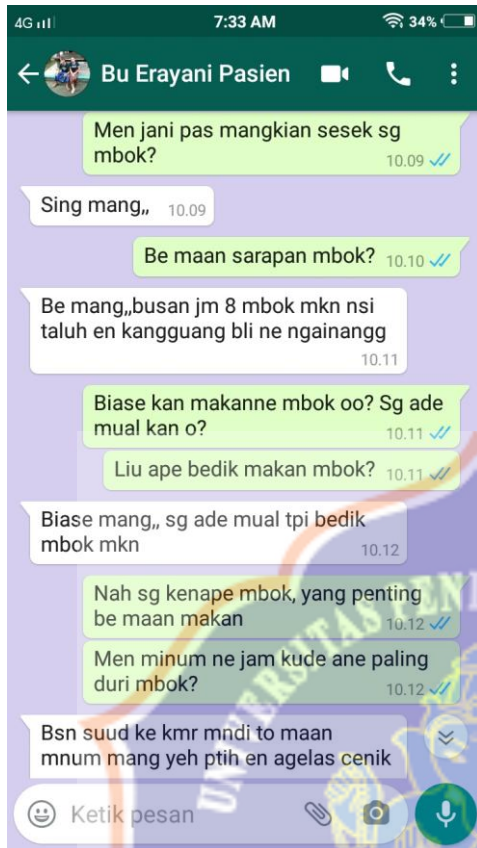 4G 7:33 AM 34%
Bu Erayani Pasien
Men jani pas mangkian sesek sg
mbok?
10.09
Sing mang,, 10.09
Be maan sarapan mbok? 10.10
Be mang,,busan jm 8 mbok mkn nsi
taluh en kangguang bli ne ngainangg
10.11
Biase kan makanne mbok oo? Sg ade
mual kan o?
10.11
Liu ape bedik makan mbok? 10.11
Biase mang,, sg ade mual tpi bedik
mbok mkn
10.12
Nah sg kenape mbok, yang penting
be maan makan
10.12
Men minum ne jam kude ane paling
duri mbok?
10.12
Bsn suud ke kmr mndi to maan
mnum mang yeh ptih en agelas cenik
Ketik pesan
UNIVERSITAS PEN